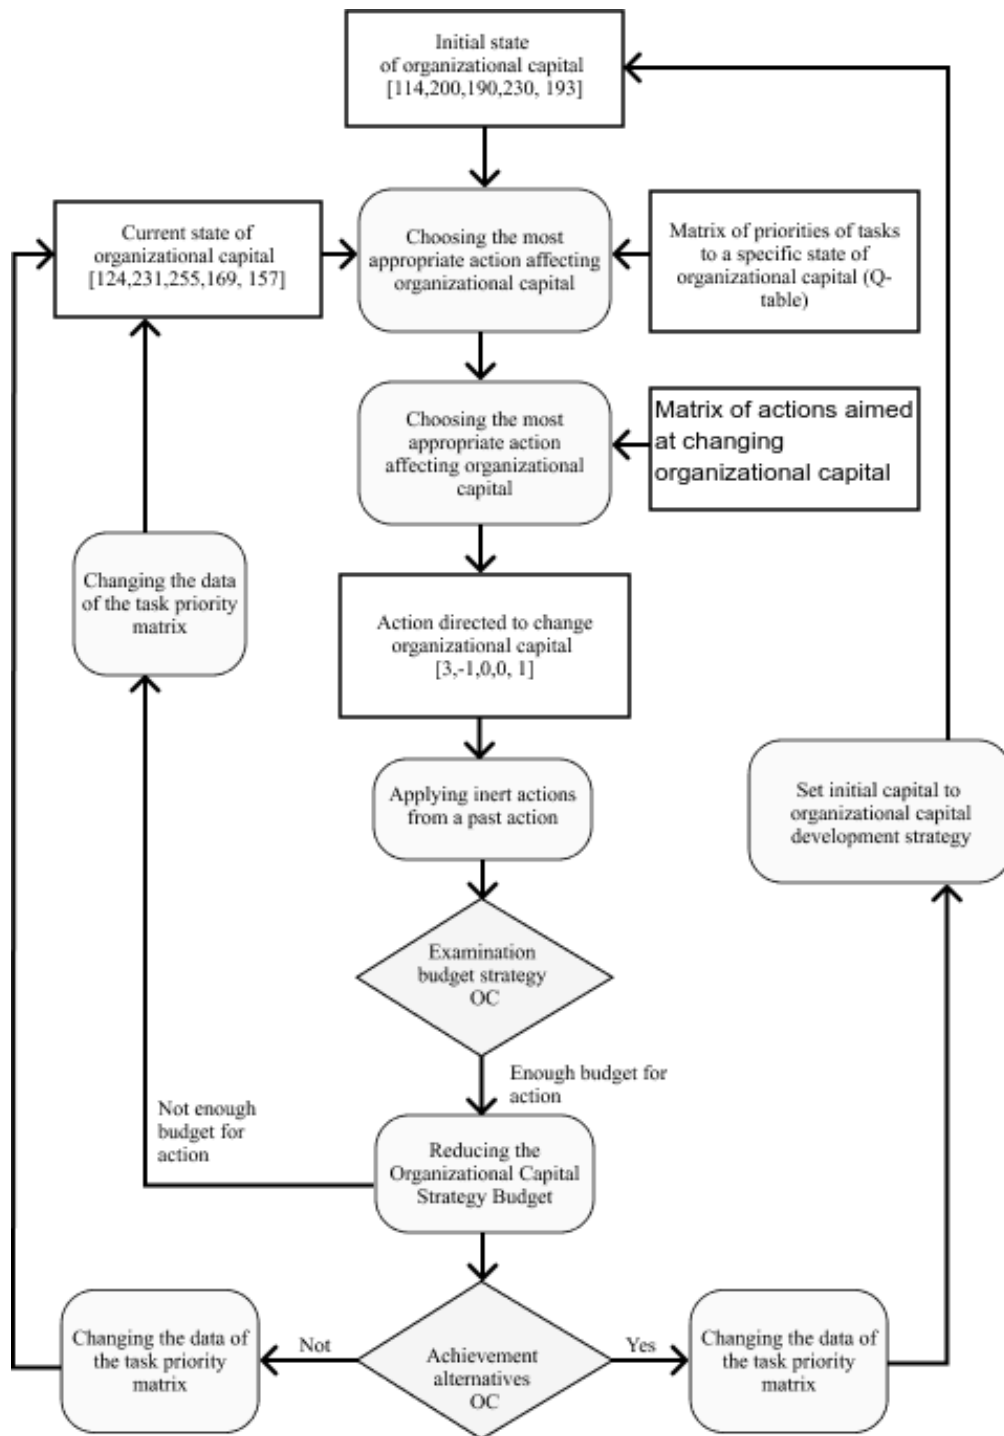 Initial state
of organizational capital
[114,200,190,230, 193]
Current state of
organizational capital
[124,231,255,169, 157]
Choosing the most
appropriate action affecting
organizational capital
Matrix of priorities of tasks
to a specific state of
organizational capital (Q-
table)
Choosing the most
appropriate action
affecting organizational
capital
Matrix of actions aimed
at changing
organizational capital
Changing the data
of the task priority
matrix
Action directed to change
organizational capital
[3,-1,0,0, 1]
Applying inert actions
from a past action
Set initial capital to
organizational capital
development strategy
Examination
budget strategy
OC
Enough budget for
action
Not enough
budget for
action
Reducing the
Organizational Capital
Strategy Budget
Changing the data of
the task priority
matrix
Not
Achievement
alternatives
OC
Yes
Changing the data of
the task priority
matrix